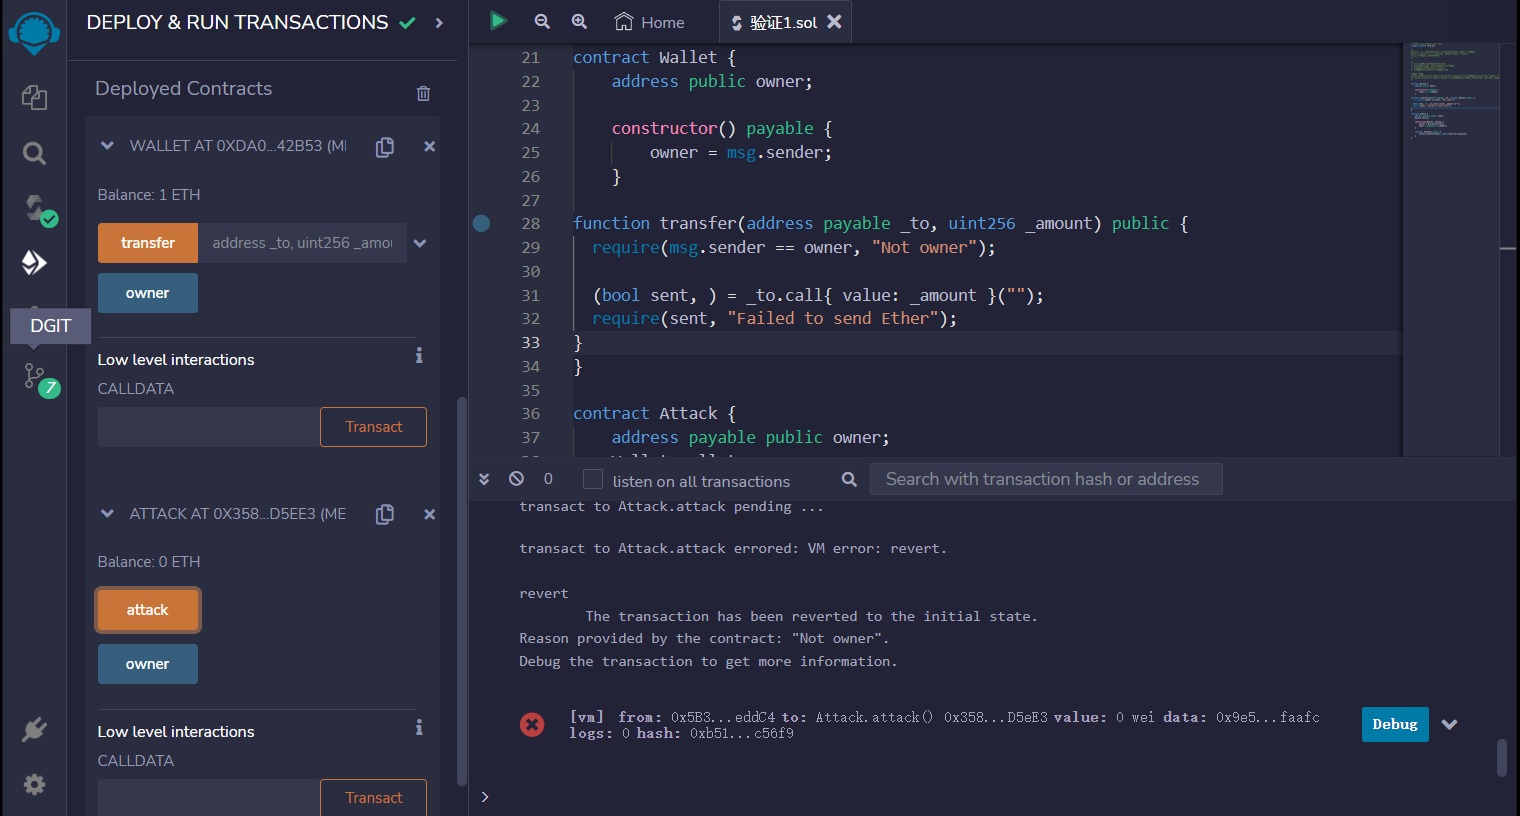 DEPLOY & RUN TRANSACTIONS
Deployed Contracts
WALLET AT 0XDA0...42B53 (MI
Balance: 1 ETH
transfer
address _to, uint256 _amou
owner
DGIT
7
Low level interactions
CALLDATA
Transact
ATTACK AT 0X358...D5EE3 (ME
Balance: 0 ETH
attack
owner
Low level interactions
CALLDATA
Transact
Home
验证1.sol
21 contract Wallet {
22 address public owner;
23
24 constructor() payable {
25 owner = msg.sender;
26 }
27
28 function transfer(address payable _to, uint256 _amount) public {
29 require(msg.sender == owner, "Not owner");
30
31 (bool sent, ) = _to.call{ value: _amount }("");
32 require(sent, "Failed to send Ether");
33 }
34 }
35
36 contract Attack {
37 address payable public owner;
0
listen on all transactions
Search with transaction hash or address
transact to Attack.attack pending ...
transact to Attack.attack errored: VM error: revert.
revert
The transaction has been reverted to the initial state.
Reason provided by the contract: "Not owner".
Debug the transaction to get more information.
[vm] from: 0x5B3...eddC4 to: Attack.attack() 0x358...D5eE3 value: 0 wei data: 0x9e5...faafc
logs: 0 hash: 0xb51...c56f9
Debug
>